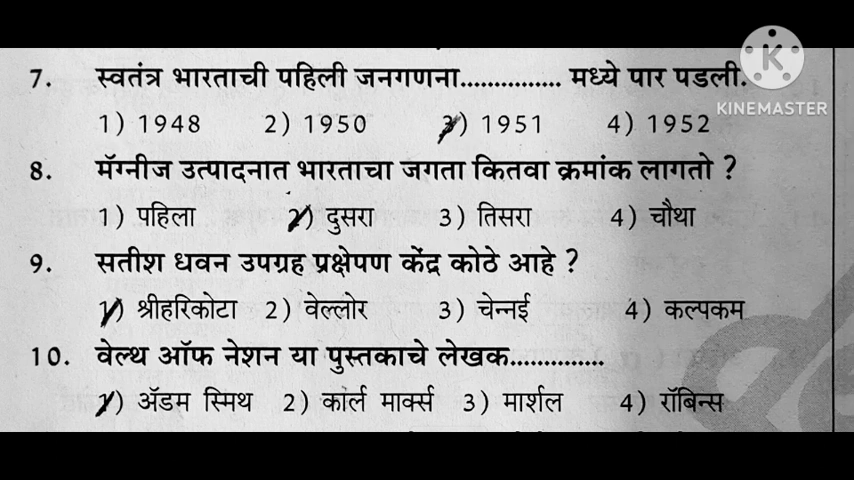 7. स्वतंत्र भारताची पहिली जनगणना............... मध्ये पार पडली.
KINEMASTER
1) 1948 2) 1950 3) 1951 4) 1952
8. मॅग्नीज उत्पादनात भारताचा जगता कितवा क्रमांक लागतो ?
1) पहिला 2) दुसरा 3) तिसरा 4) चौथा
9. सतीश धवन उपग्रह प्रक्षेपण केंद्र कोठे आहे ?
1) श्रीहरिकोटा 2) वेल्लोर 3) चेन्नई 4) कल्पकम
10. वेल्थ ऑफ नेशन या पुस्तकाचे लेखक..............
1) ॲडम स्मिथ 2) कार्ल मार्क्स 3) मार्शल 4) रॉबिन्स